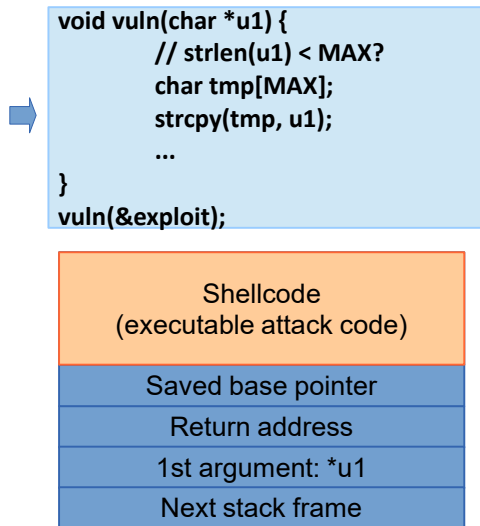 void vuln(char *u1) {
// strlen(u1) < MAX?
char tmp[MAX];
strcpy(tmp, u1);
...
}
vuln(&exploit);
Shellcode
(executable attack code)
Saved base pointer
Return address
1st argument: *u1
Next stack frame